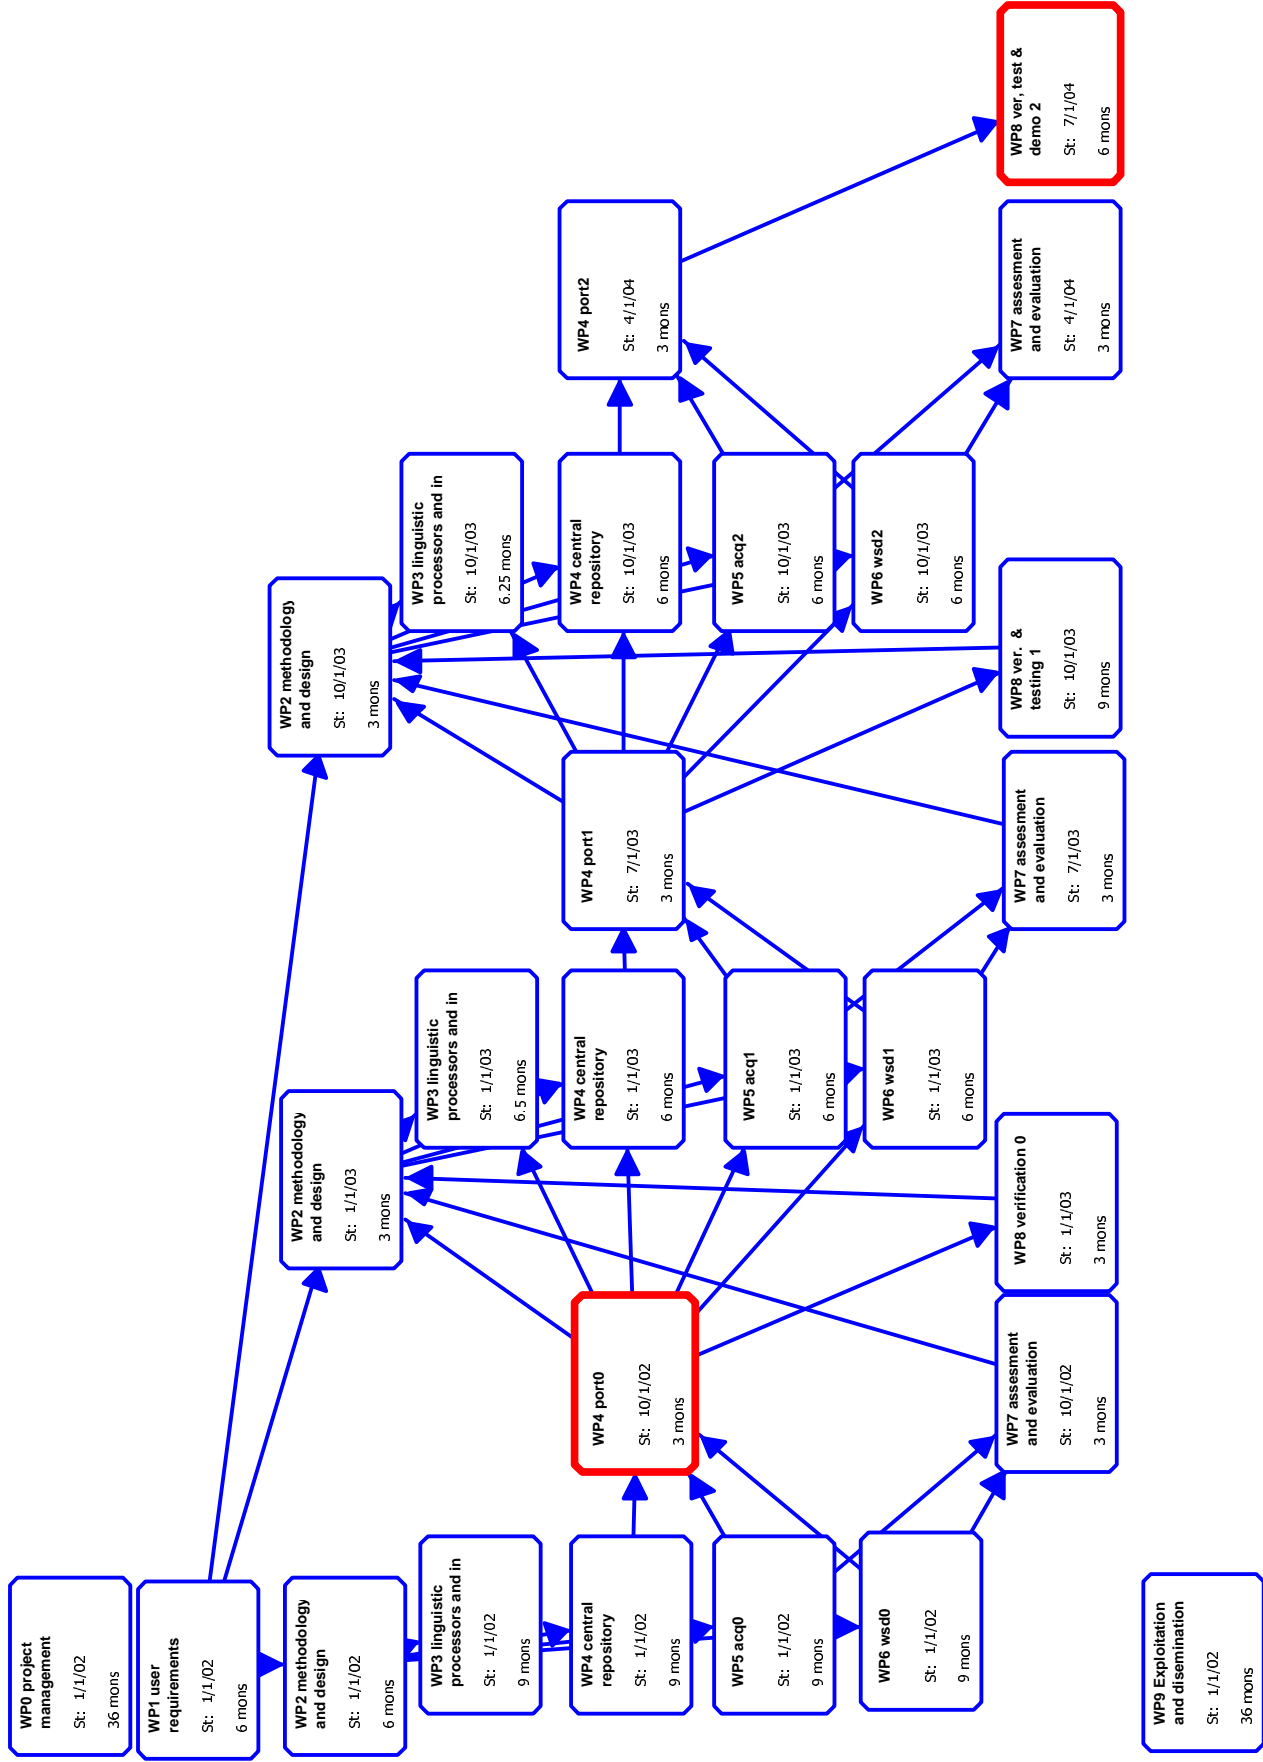 WP0 project
management
St: 1/1/02
36 mons
WP1 user
requirements
St: 1/1/02
6 mons
WP2 methodology
and design
St: 1/1/02
6 mons
WP3 linguistic
processors and in
St: 1/1/02
9 mons
WP4 central
repository
St: 1/1/02
9 mons
WP5 acq0
St: 1/1/02
9 mons
WP6 wsd0
St: 1/1/02
9 mons
WP9 Exploitation
and disemination
St: 1/1/02
36 mons
WP4 port0
St: 10/1/02
3 mons
WP7 assesment
and evaluation
St: 10/1/02
3 mons
WP2 methodology
and design
St: 1/1/03
3 mons
WP3 linguistic
processors and in
St: 1/1/03
6.5 mons
WP4 central
repository
St: 1/1/03
6 mons
WP5 acq1
St: 1/1/03
6 mons
WP6 wsd1
St: 1/1/03
6 mons
WP8 verification 0
St: 1/1/03
3 mons
WP4 port1
St: 7/1/03
3 mons
WP7 assesment
and evaluation
St: 7/1/03
3 mons
WP2 methodology
and design
St: 10/1/03
3 mons
WP3 linguistic
processors and in
St: 10/1/03
6.25 mons
WP4 central
repository
St: 10/1/03
6 mons
WP5 acq2
St: 10/1/03
6 mons
WP6 wsd2
St: 10/1/03
6 mons
WP8 ver. &
testing 1
St: 10/1/03
9 mons
WP4 port2
St: 4/1/04
3 mons
WP7 assesment
and evaluation
St: 4/1/04
3 mons
WP8 ver, test &
demo 2
St: 7/1/04
6 mons